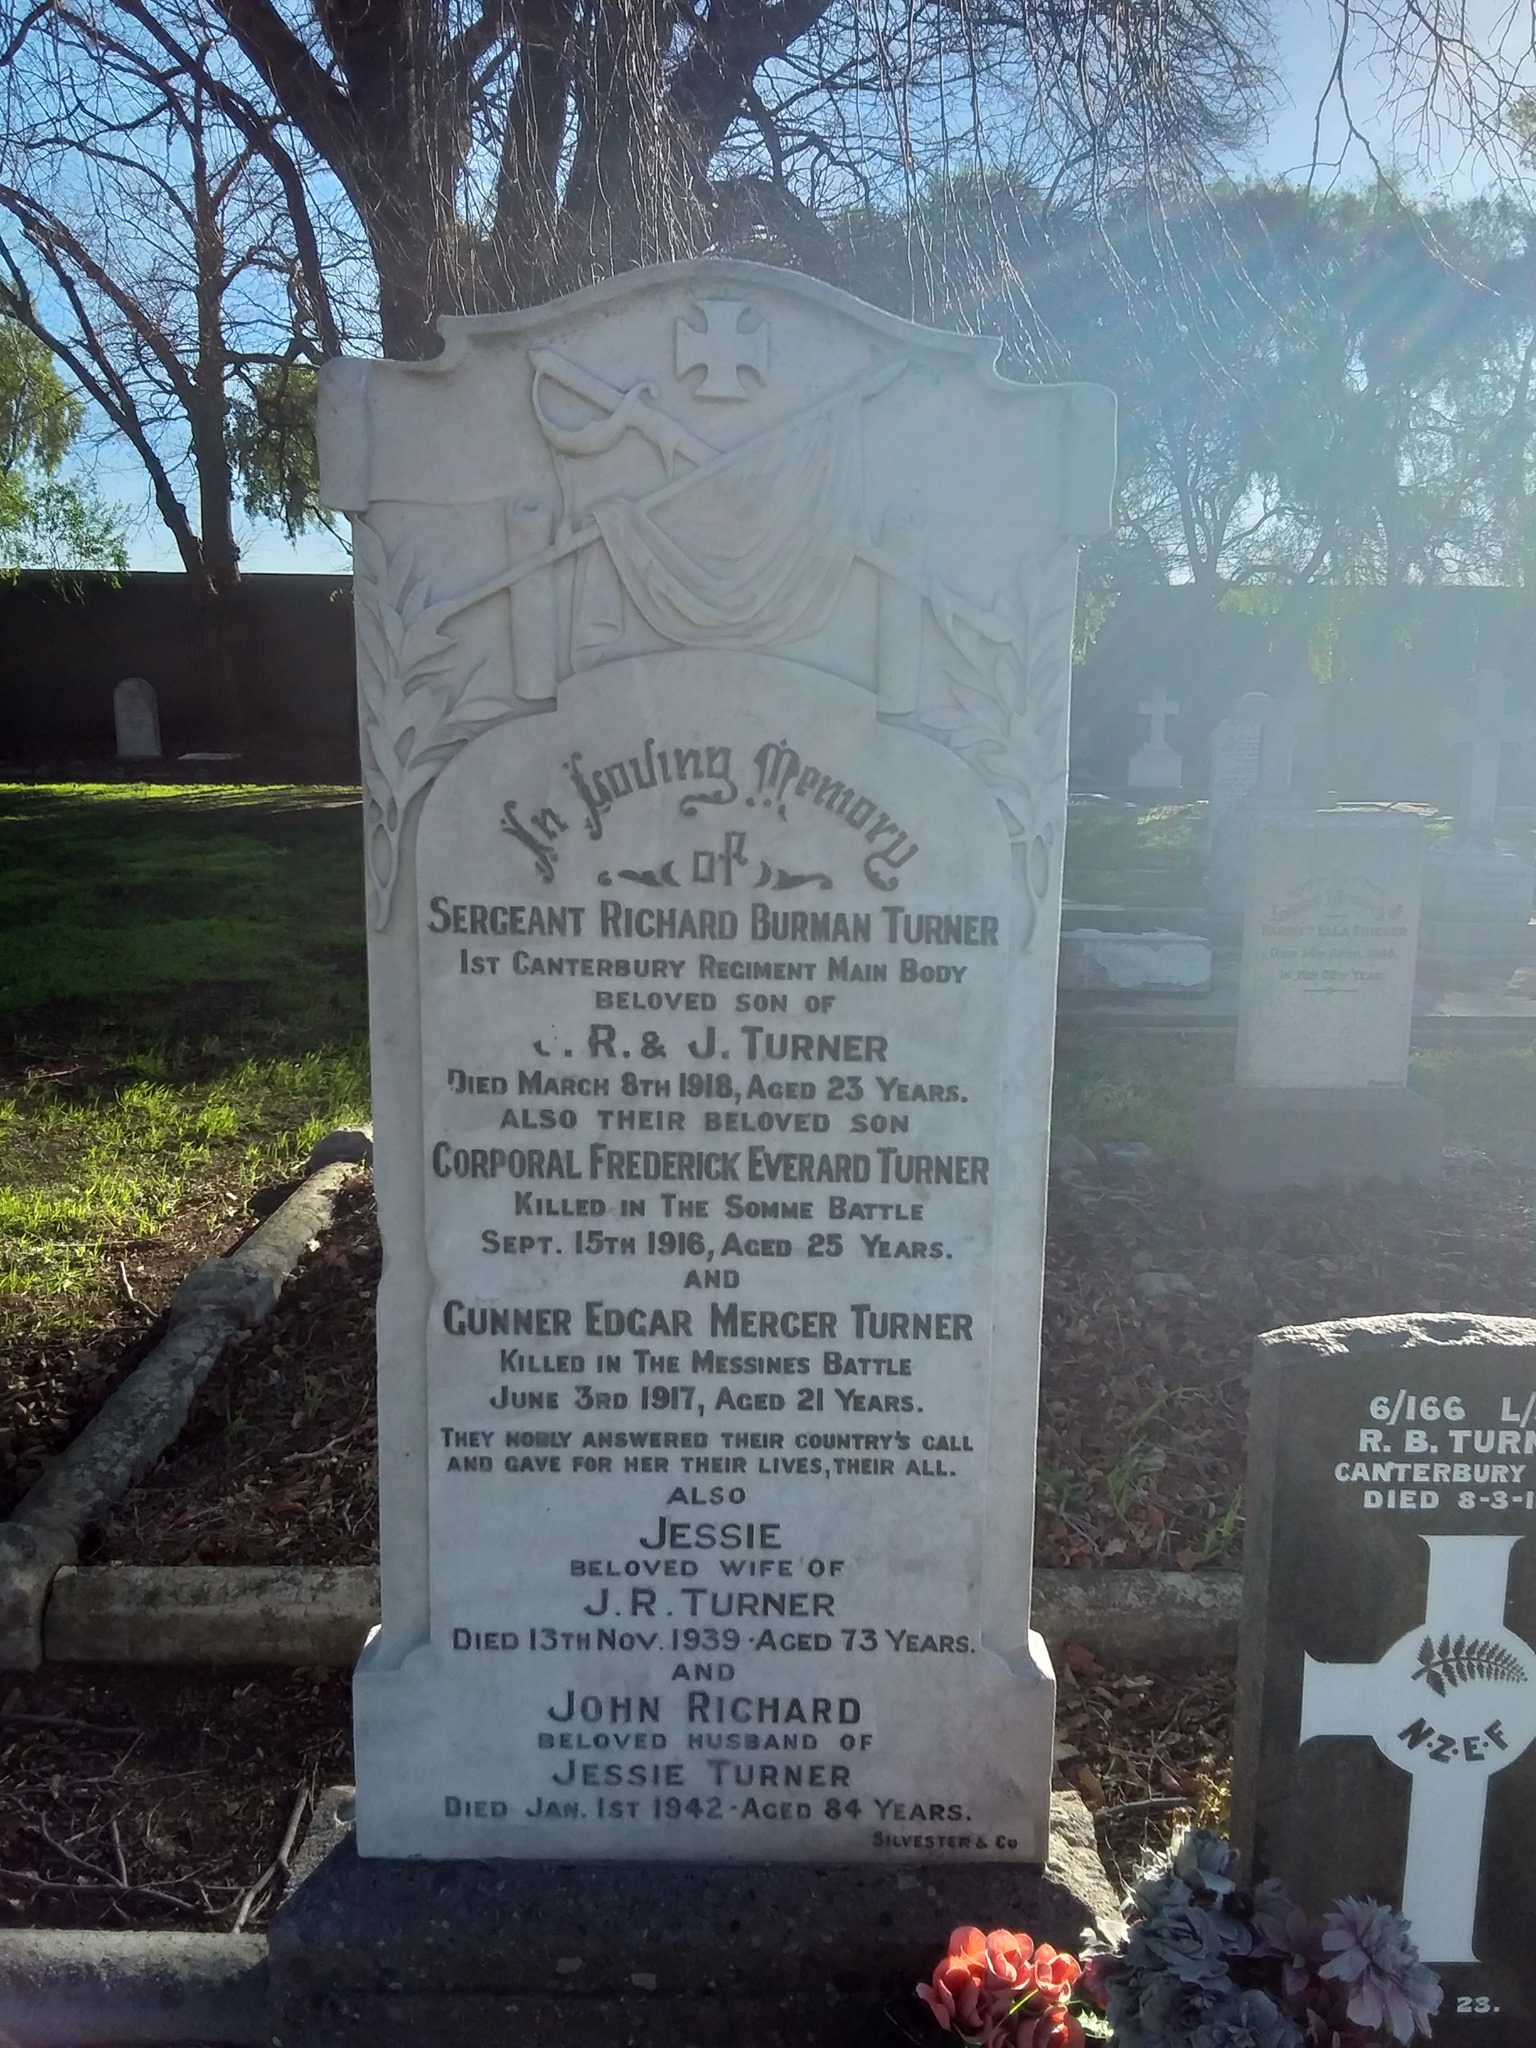 In Loving Memory
of
SERGEANT RICHARD BURMAN TURNER
1ST CANTERBURY REGIMENT MAIN BODY
BELOVED SON OF
J. R. & J. TURNER
DIED MARCH 8TH 1918, AGED 23 YEARS.
ALSO THEIR BELOVED SON
CORPORAL FREDERICK EVERARD TURNER
KILLED IN THE SOMME BATTLE
SEPT. 15TH 1916, AGED 25 YEARS.
AND
GUNNER EDGAR MERCER TURNER
KILLED IN THE MESSINES BATTLE
JUNE 3RD 1917, AGED 21 YEARS.
THEY NOBLY ANSWERED THEIR COUNTRY'S CALL
AND GAVE FOR HER THEIR LIVES, THEIR ALL.
ALSO
JESSIE
BELOVED WIFE OF
J. R. TURNER
DIED 13TH NOV. 1939 · AGED 73 YEARS.
AND
JOHN RICHARD
BELOVED HUSBAND OF
JESSIE TURNER
DIED JAN. 1ST 1942 · AGED 84 YEARS.
SILVESTER & CO
6/166 L/
R. B. TURN
CANTERBURY
DIED 8-3-1
N.Z.E.F
23.
HARRIET ELLA FRICKER